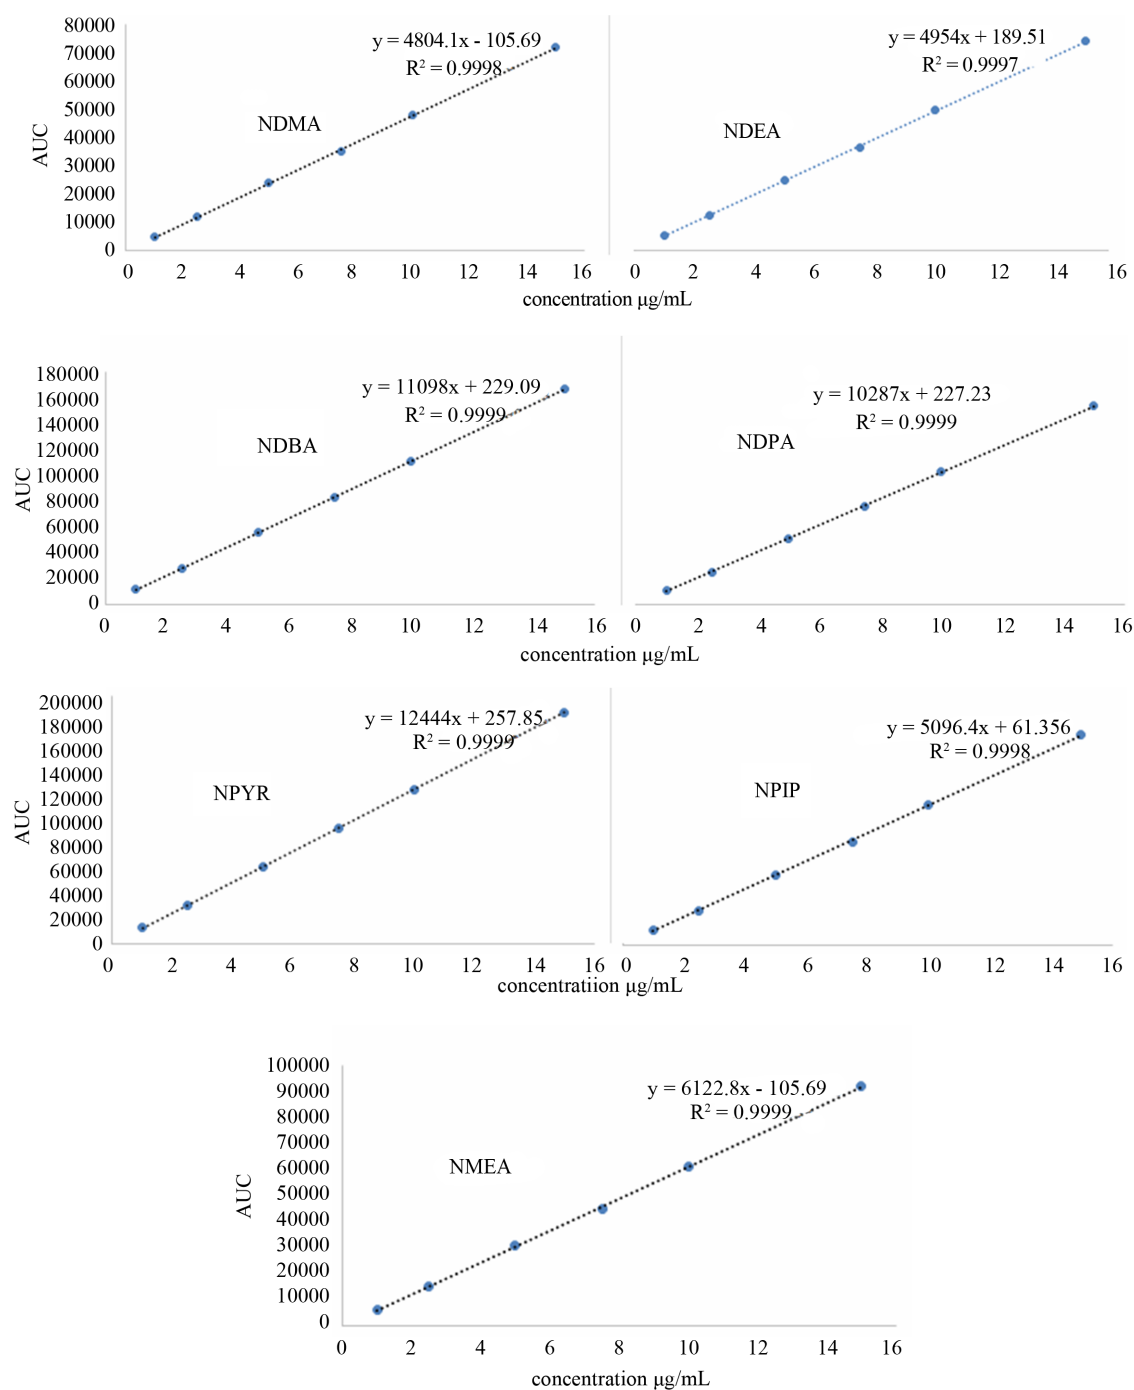 80000
70000
60000
50000
40000
30000
20000
10000
0
AUC
y = 4804.1x - 105.69
R² = 0.9998
NDMA
0 2 4 6 8 10 12 14 16
y = 4954x + 189.51
R² = 0.9997
NDEA
0 2 4 6 8 10 12 14 16
concentration µg/mL
180000
160000
140000
120000
100000
80000
60000
40000
20000
0
AUC
y = 11098x + 229.09
R² = 0.9999
NDBA
0 2 4 6 8 10 12 14 16
y = 10287x + 227.23
R² = 0.9999
NDPA
0 2 4 6 8 10 12 14 16
concentration µg/mL
200000
180000
160000
140000
120000
100000
80000
60000
40000
20000
0
AUC
y = 12444x + 257.85
R² = 0.9999
NPYR
0 2 4 6 8 10 12 14 16
y = 5096.4x + 61.356
R² = 0.9998
NPIP
0 2 4 6 8 10 12 14 16
concentratiion µg/mL
100000
90000
80000
70000
60000
50000
40000
30000
20000
10000
0
AUC
y = 6122.8x - 105.69
R² = 0.9999
NMEA
0 2 4 6 8 10 12 14 16
concentration µg/mL